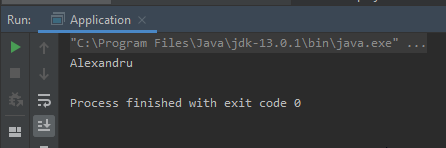 Run: Application
"C:\Program Files\Java\jdk-13.0.1\bin\java.exe" ...
Alexandru
Process finished with exit code 0